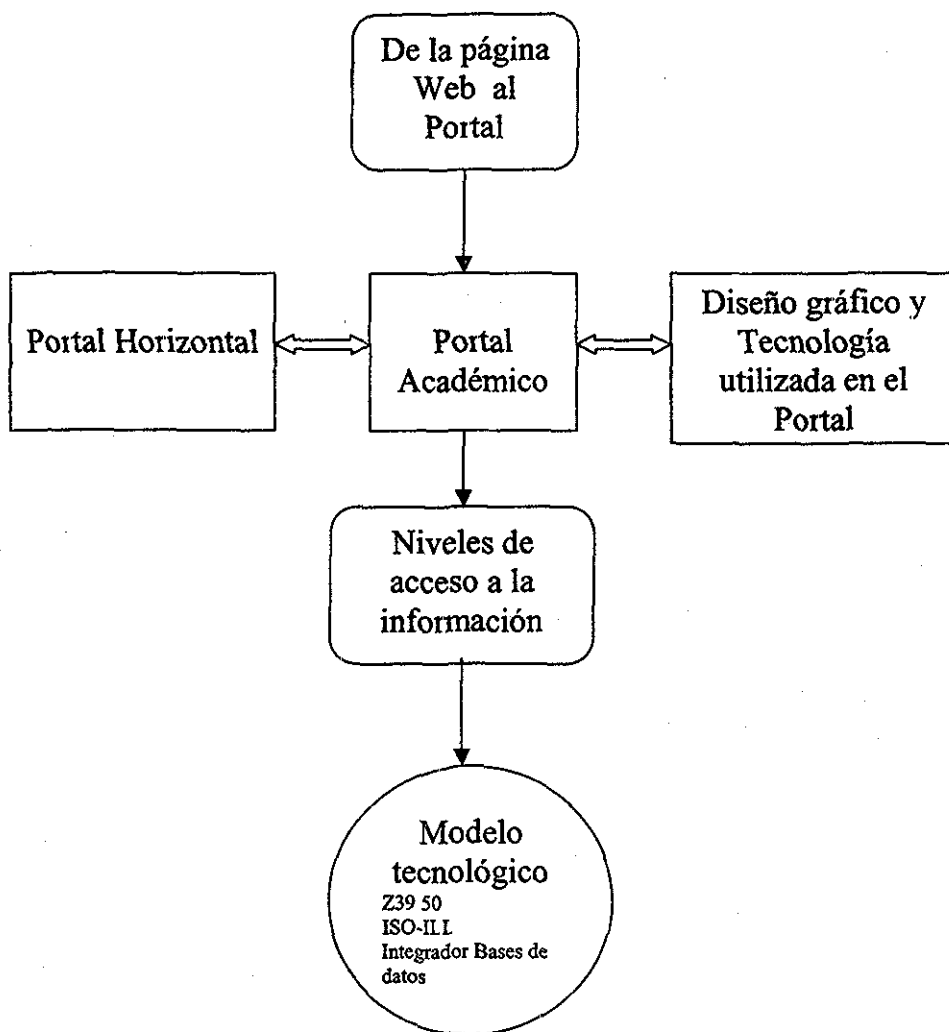 De la página
Web al
Portal
Portal Horizontal
Portal
Académico
Diseño gráfico y
Tecnología
utilizada en el
Portal
Niveles de
acceso a la
información
Modelo
tecnológico
Z39 50
ISO-ILL
Integrador Bases de
datos